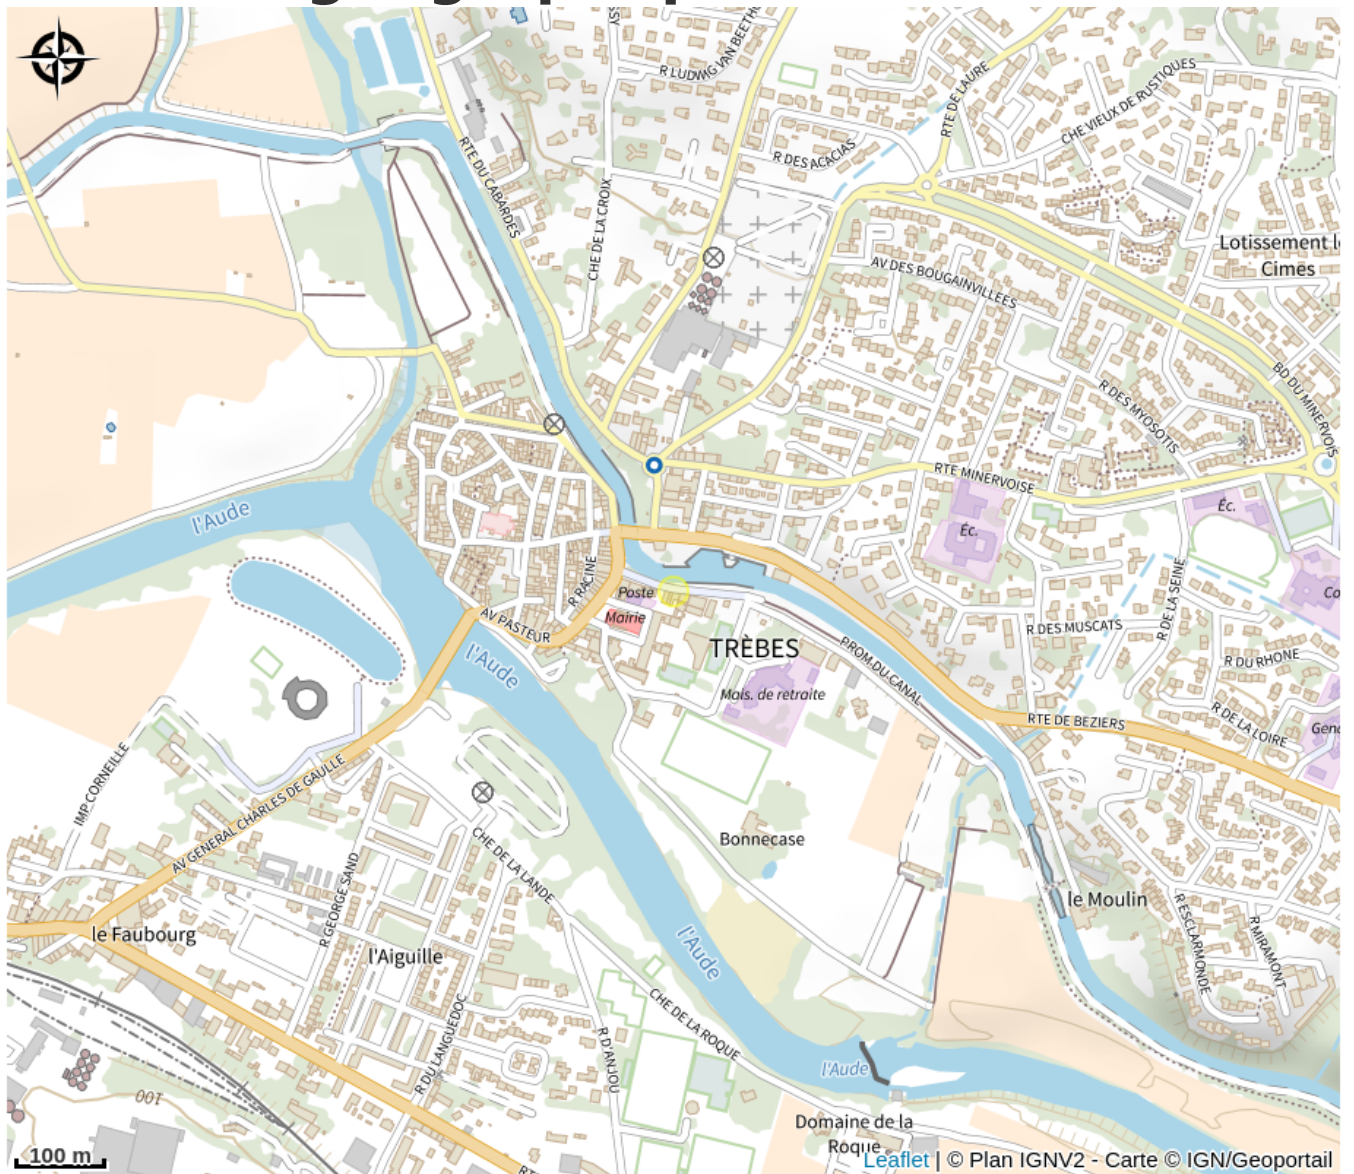 R LUDWIG VAN BEETH
RTE DE LAURE
CHE VIEUX DE RUSTIQUES
RTE DU CABARDES
R DES ACACIAS
CHE DE LA CROIX
Lotissement l
Cimes
AV DES BOUGAINVILLEES
BD DU MINERVOIS
R DES MYOSOTIS
RTE MINERVOISE
l'Aude
Éc.
Éc.
R RACINE
Poste
Mairie
AV PASTEUR
TRÈBES
R DE LA SEINE
Co
R DES MUSCATS
PROM DU CANAL
l'Aude
R DU RHONE
Mais. de retraite
R DE LA LOIRE
RTE DE BEZIERS
Gend
IMP CORNEILLE
AV GENERAL CHARLES DE GAULLE
Bonnecase
CHE DE LA LANDE
R GEORGE SAND
le Moulin
le Faubourg
l'Aiguille
l'Aude
R ESCLARMONDE
R MIRAMONT
CHE DE LA ROQUE
R DU LANGUEDOC
R D'ANJOU
l'Aude
100
Domaine de la
Roque
100 m
Leaflet | © Plan IGNV2 - Carte © IGN/Geoportail